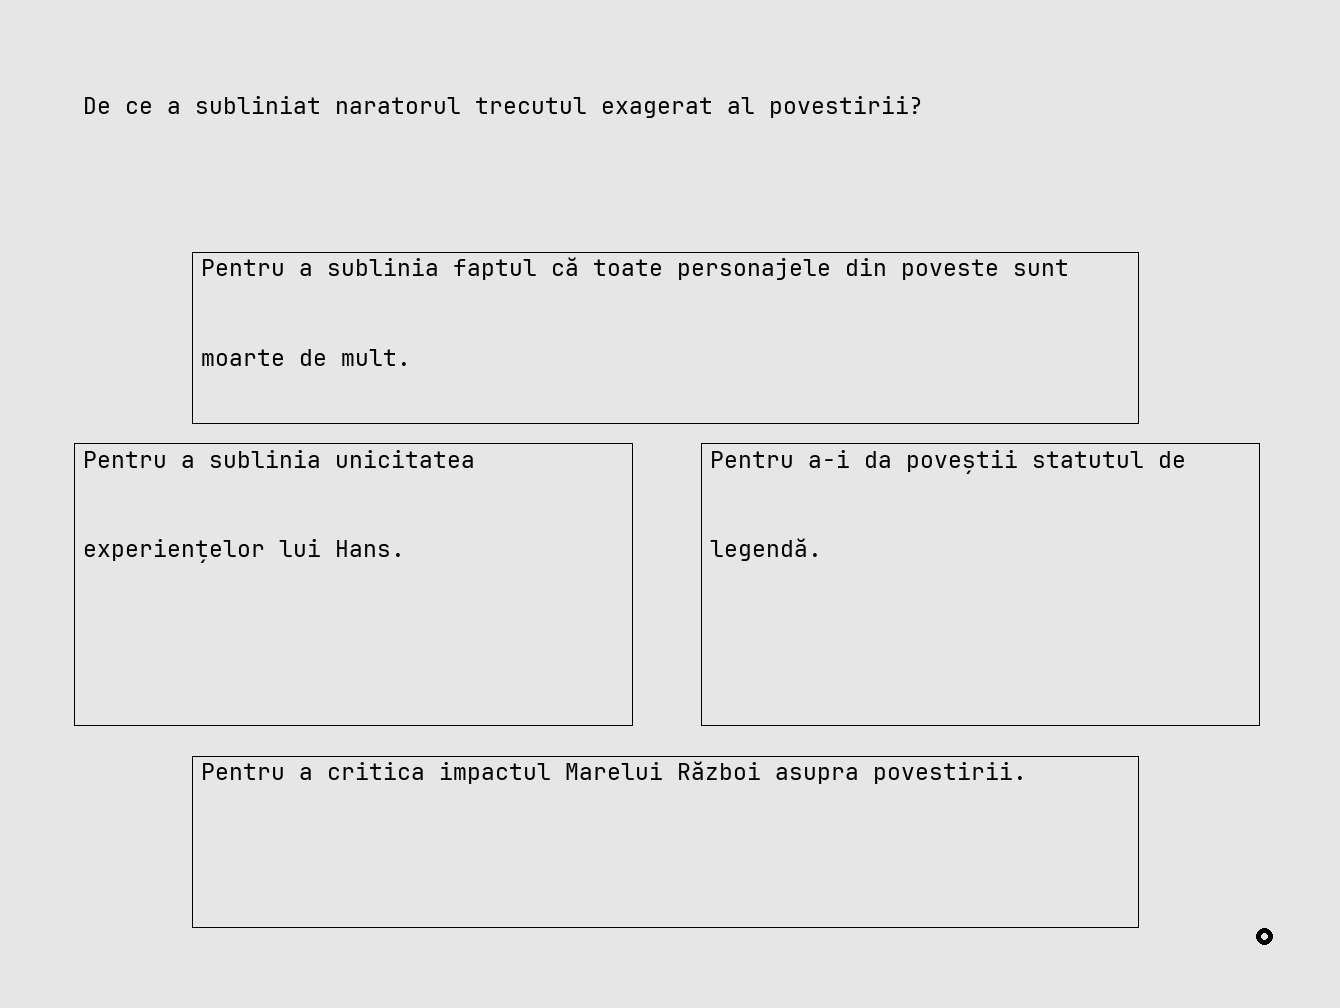 De ce a subliniat naratorul trecutul exagerat al povestirii?
Pentru a sublinia faptul că toate personajele din poveste sunt
moarte de mult.
Pentru a sublinia unicitatea
experiențelor lui Hans.
Pentru a-i da poveștii statutul de
legendă.
Pentru a critica impactul Marelui Război asupra povestirii.